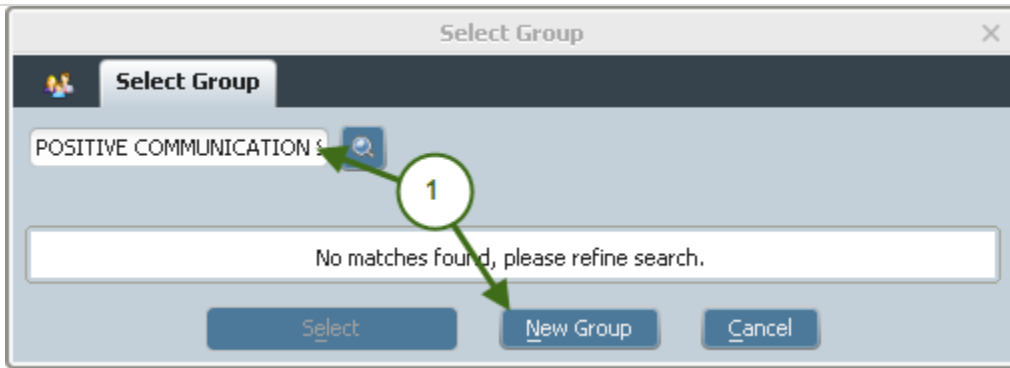 Select Group
Select Group
POSITIVE COMMUNICATION
1
No matches found, please refine search.
Select New Group Cancel